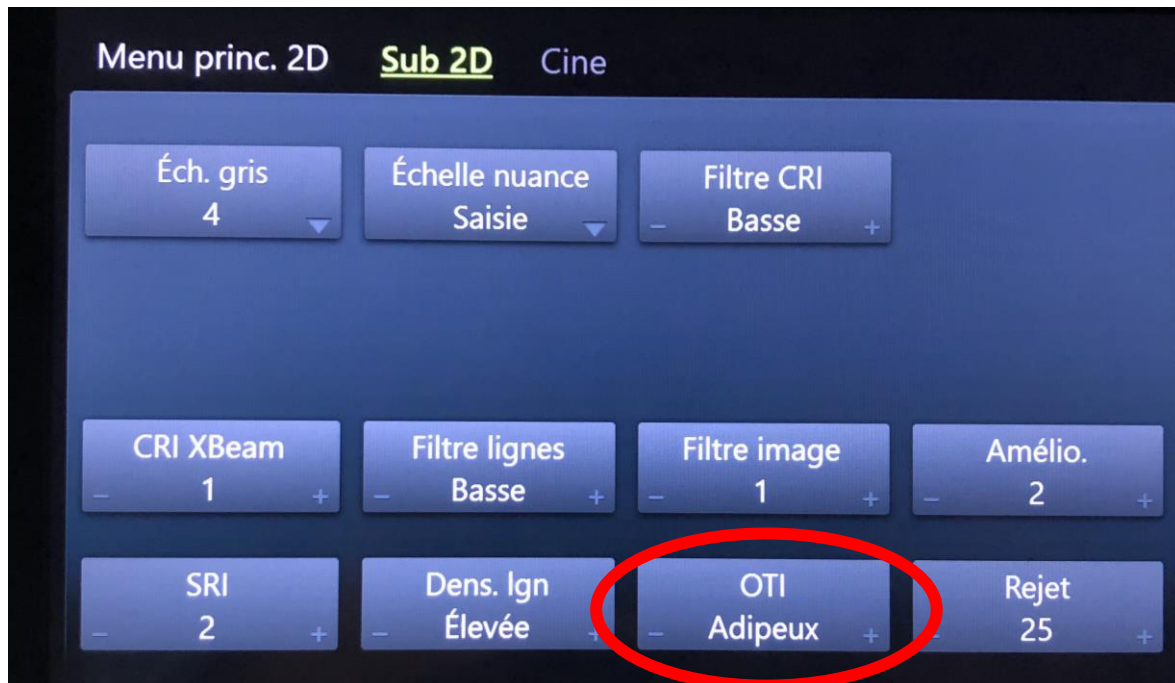 Menu princ. 2D Sub 2D Cine
Éch. gris
4
Échelle nuance
Saisie
Filtre CRI
- Basse +
CRI XBeam
- 1 +
Filtre lignes
- Basse +
Filtre image
- 1 +
Amélio.
- 2 +
SRI
- 2 +
Dens. lgn
- Élevée +
OTI
- Adipeux +
Rejet
- 25 +